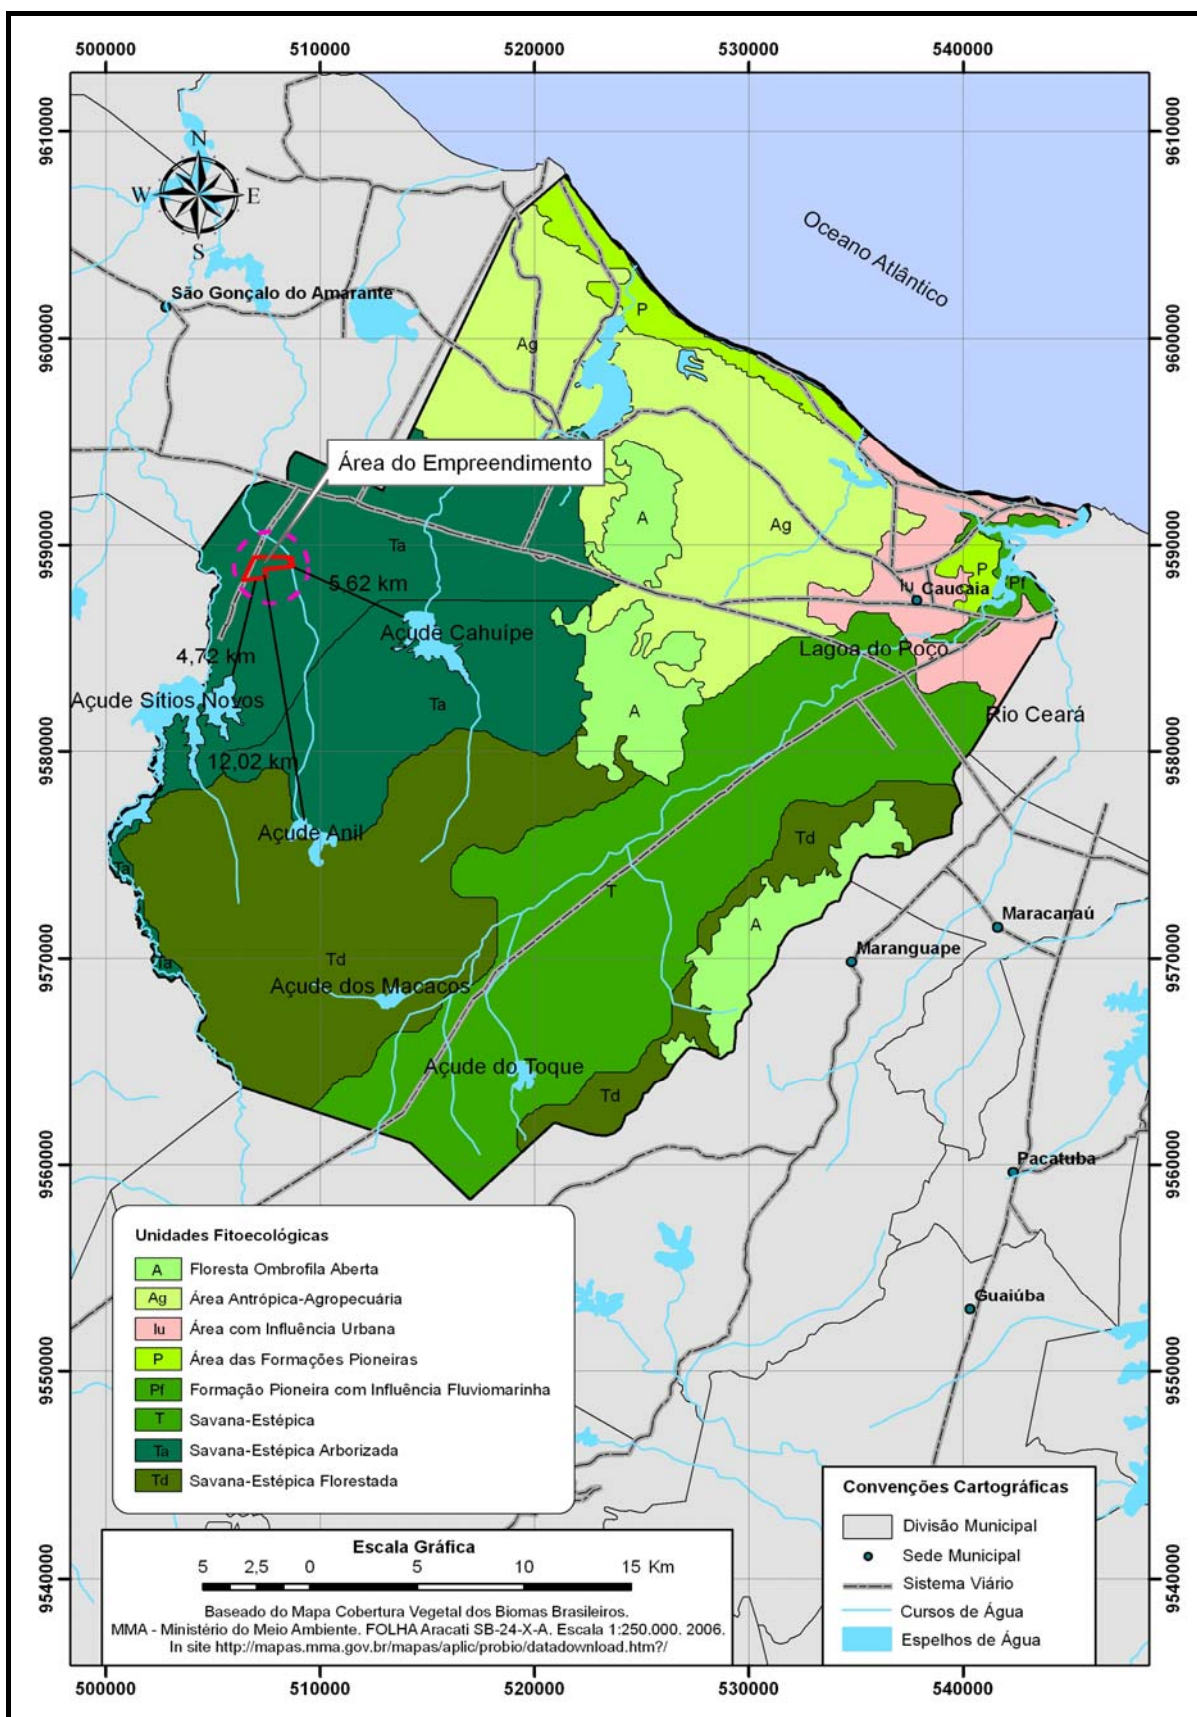 500000 510000 520000 530000 540000
9610000 9610000
N
W E
S
Oceano Atlântico
São Gonçalo do Amarante
P
9600000 9600000
Ag
Área do Empreendimento
A
Ag
9590000 9590000
Ta
P
Pf
5,62 km
Iu
Caucaia
Açude Cahuípe
Lagoa do Poço
4,72 km
Açude Sítios Novos
Ta
A
Rio Ceará
9580000 9580000
12,02 km
Açude Anil
Td
Ta
T
A
Maracanaú
Maranguape
9570000 9570000
Ta
Td
Açude dos Macacos
Açude do Toque
Td
9560000 9560000
Pacatuba
Guaiúba
9550000 9550000
9540000 9540000
Unidades Fitoecológicas
A Floresta Ombrofila Aberta
Ag Área Antrópica-Agropecuária
Iu Área com Influência Urbana
P Área das Formações Pioneiras
Pf Formação Pioneira com Influência Fluviomarinha
T Savana-Estépica
Ta Savana-Estépica Arborizada
Td Savana-Estépica Florestada
Escala Gráfica
5 2,5 0 5 10 15 Km
Baseado do Mapa Cobertura Vegetal dos Biomas Brasileiros.
MMA - Ministério do Meio Ambiente. FOLHA Aracati SB-24-X-A. Escala 1:250.000. 2006.
In site http://mapas.mma.gov.br/mapas/aplic/probio/datadownload.htm?/
Convenções Cartográficas
Divisão Municipal
Sede Municipal
Sistema Viário
Cursos de Água
Espelhos de Água
500000 510000 520000 530000 540000